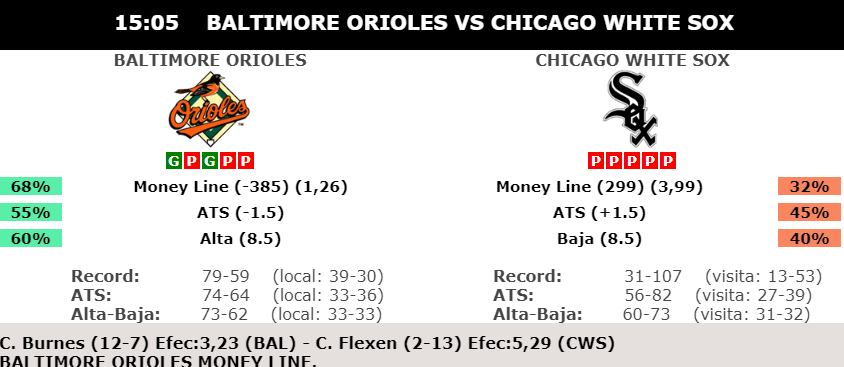 15:05 BALTIMORE ORIOLES VS CHICAGO WHITE SOX
BALTIMORE ORIOLES CHICAGO WHITE SOX
Orioles Sox
G P G P P P P P P P
68% Money Line (-385) (1,26) Money Line (299) (3,99) 32%
55% ATS (-1.5) ATS (+1.5) 45%
60% Alta (8.5) Baja (8.5) 40%
Record: 79-59 (local: 39-30) Record: 31-107 (visita: 13-53)
ATS: 74-64 (local: 33-36) ATS: 56-82 (visita: 27-39)
Alta-Baja: 73-62 (local: 33-33) Alta-Baja: 60-73 (visita: 31-32)
C. Burnes (12-7) Efec:3,23 (BAL) - C. Flexen (2-13) Efec:5,29 (CWS)
BALTIMORE ORIOLES MONEY LINE.